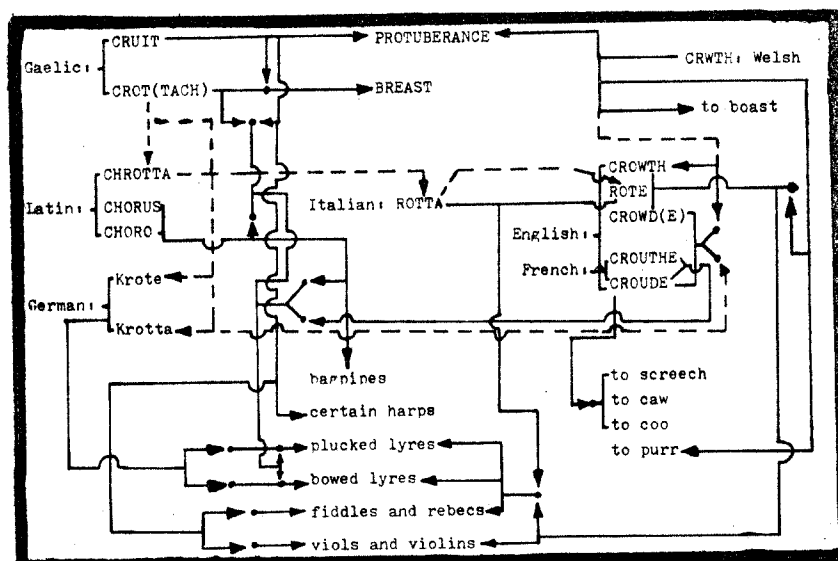 CRUIT
PROTUBERANCE
CRWTH: Welsh
Gaelic:
CROT(TACH)
BREAST
to boast
CHROTTA
CROWTH
Latin:
CHORUS
Italian: ROTTA
ROTE
CHORO
CROWD(E)
English:
CROUTHE
Krote
French:
CROUDE
German:
Krotta
bagpipes
to screech
certain harps
to caw
to coo
plucked lyres
to purr
bowed lyres
fiddles and rebecs
viols and violins